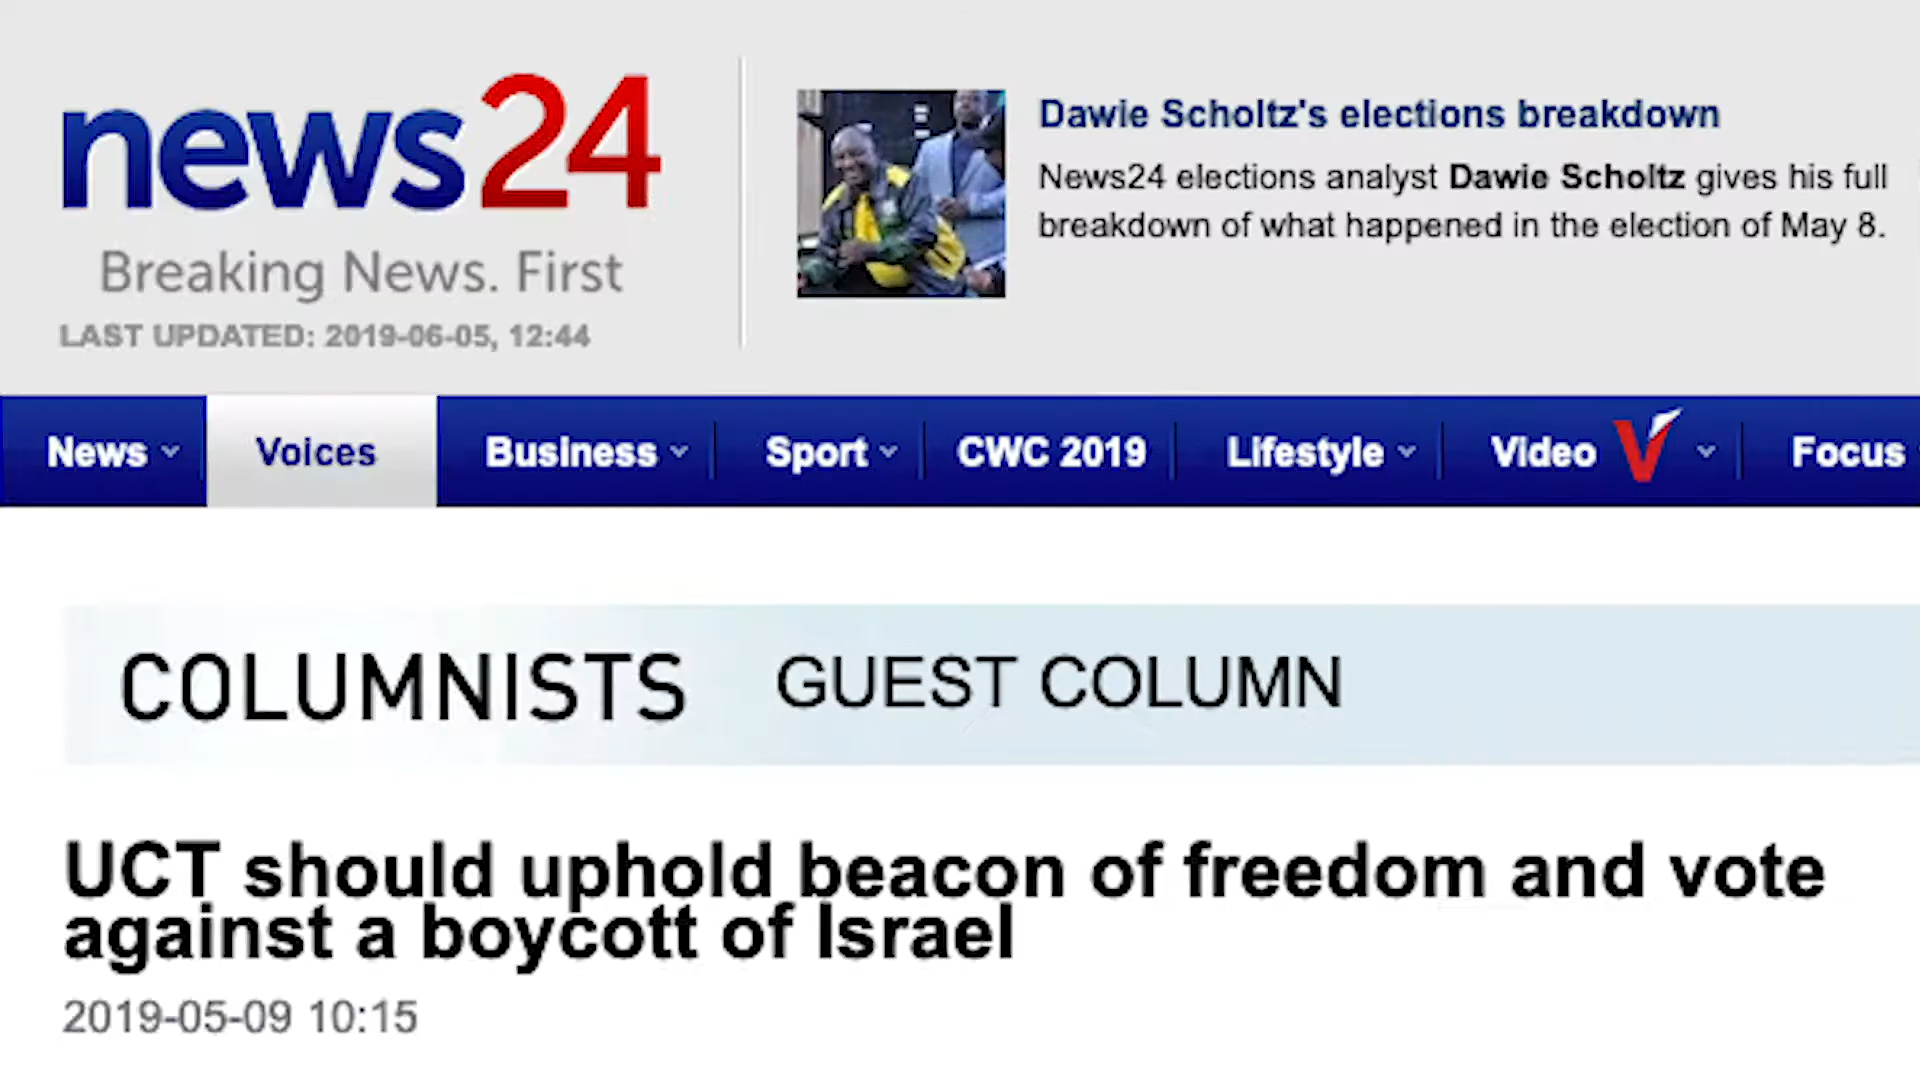 news24
Breaking News. First
LAST UPDATED: 2019-06-05, 12:44
Dawie Scholtz's elections breakdown
News24 elections analyst Dawie Scholtz gives his full
breakdown of what happened in the election of May 8.
News Voices Business Sport CWC 2019 Lifestyle Video Focus
COLUMNISTS GUEST COLUMN
UCT should uphold beacon of freedom and vote
against a boycott of Israel
2019-05-09 10:15